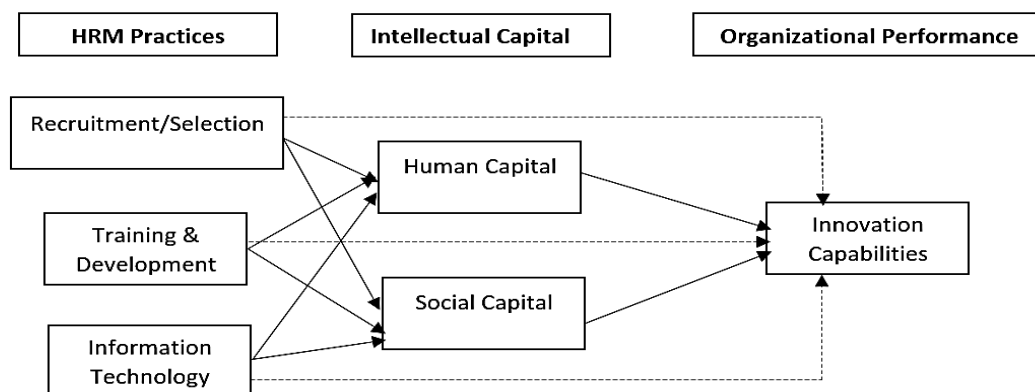 HRM Practices
Intellectual Capital
Organizational Performance
Recruitment/Selection
Human Capital
Training &
Development
Innovation
Capabilities
Social Capital
Information
Technology